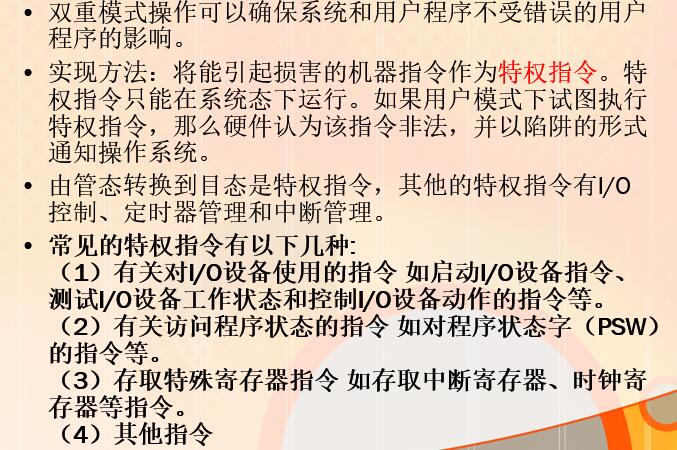 • 双重模式操作可以确保系统和用户程序不受错误的用户
程序的影响。
• 实现方法：将能引起损害的机器指令作为特权指令。特
权指令只能在系统态下运行。如果用户模式下试图执行
特权指令，那么硬件认为该指令非法，并以陷阱的形式
通知操作系统。
• 由管态转换到目态是特权指令，其他的特权指令有I/O
控制、定时器管理和中断管理。
• 常见的特权指令有以下几种:
（1）有关对I/O设备使用的指令 如启动I/O设备指令、
测试I/O设备工作状态和控制I/O设备动作的指令等。
（2）有关访问程序状态的指令 如对程序状态字（PSW）
的指令等。
（3）存取特殊寄存器指令 如存取中断寄存器、时钟寄
存器等指令。
（4）其他指令